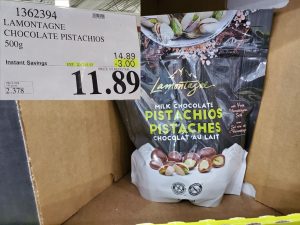 1362394
LAMONTAGNE
CHOCOLATE PISTACHIOS
500g
14.89
Instant Savings
-3.00
11.89
2.378
Lamontagne
MILK CHOCOLATE
PISTACHIOS
PISTACHES
CHOCOLAT AU LAIT